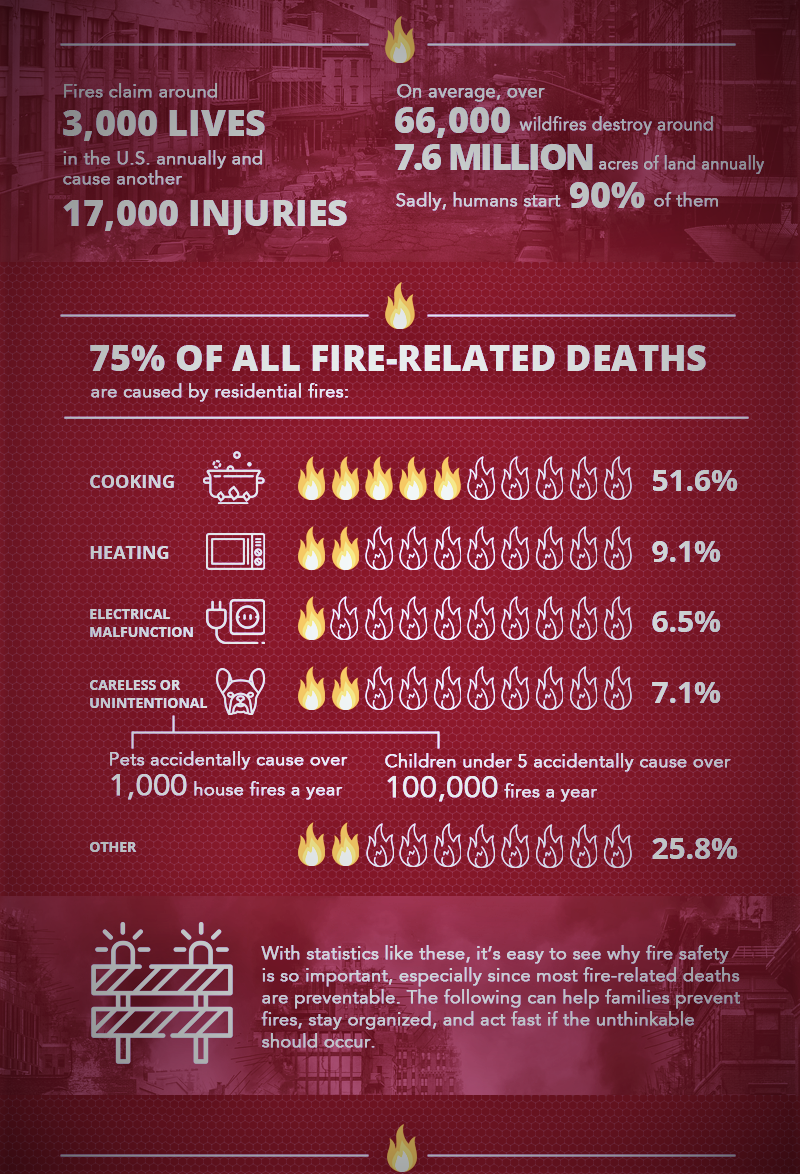 Fires claim around
3,000 LIVES
in the U.S. annually and
cause another
17,000 INJURIES
On average, over
66,000 wildfires destroy around
7.6 MILLION acres of land annually
Sadly, humans start 90% of them
75% OF ALL FIRE-RELATED DEATHS
are caused by residential fires:
COOKING 51.6%
HEATING 9.1%
ELECTRICAL
MALFUNCTION 6.5%
CARELESS OR
UNINTENTIONAL 7.1%
Pets accidentally cause over
1,000 house fires a year
Children under 5 accidentally cause over
100,000 fires a year
OTHER 25.8%
With statistics like these, it's easy to see why fire safety
is so important, especially since most fire-related deaths
are preventable. The following can help families prevent
fires, stay organized, and act fast if the unthinkable
should occur.